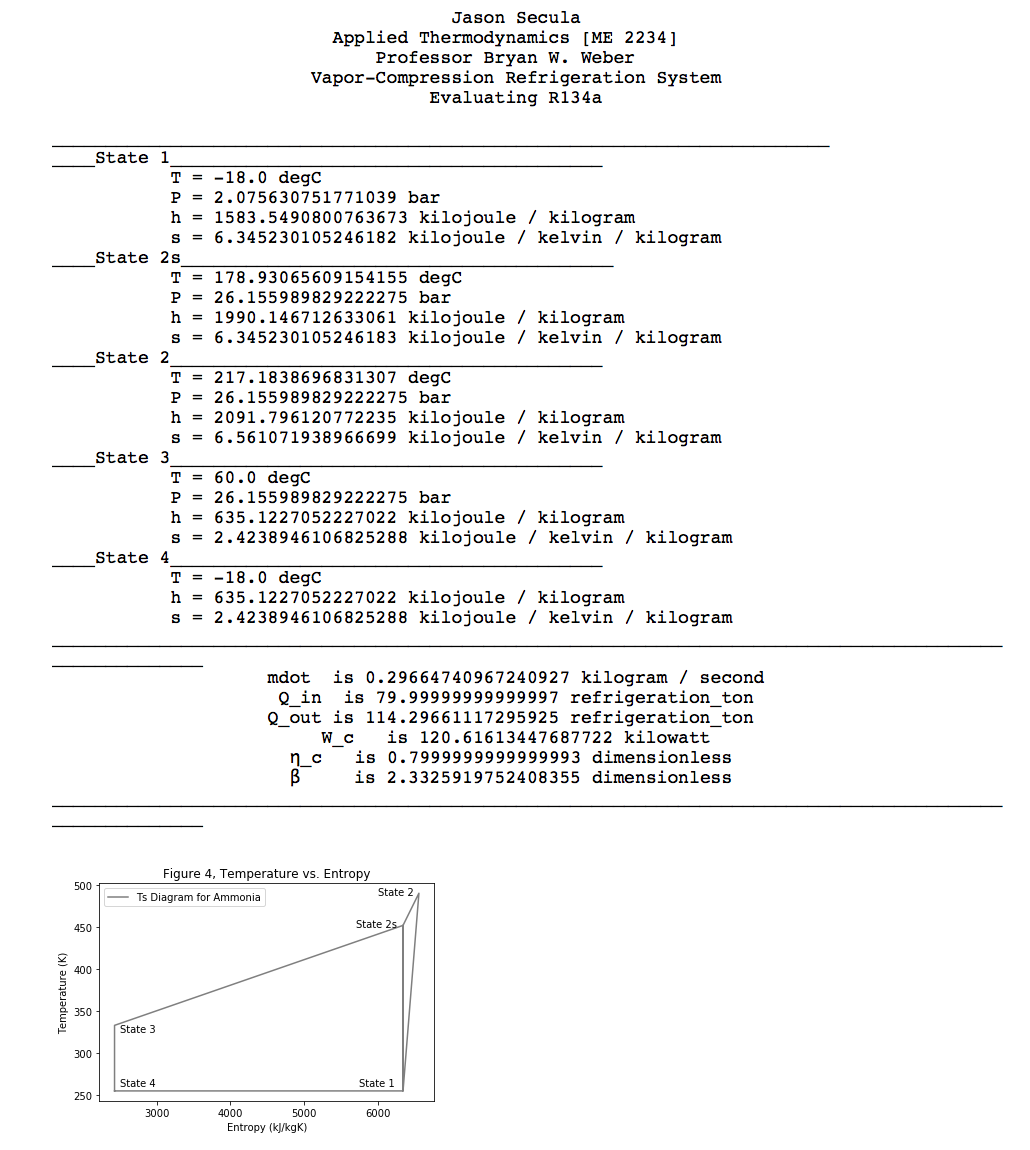 Jason Secula
Applied Thermodynamics [ME 2234]
Professor Bryan W. Weber
Vapor-Compression Refrigeration System
Evaluating R134a
____State 1________________________________________
T = -18.0 degC
P = 2.075630751771039 bar
h = 1583.5490800763673 kilojoule / kilogram
s = 6.345230105246182 kilojoule / kelvin / kilogram
____State 2s________________________________________
T = 178.93065609154155 degC
P = 26.155989829222275 bar
h = 1990.146712633061 kilojoule / kilogram
s = 6.345230105246183 kilojoule / kelvin / kilogram
____State 2________________________________________
T = 217.1838696831307 degC
P = 26.155989829222275 bar
h = 2091.796120772235 kilojoule / kilogram
s = 6.561071938966699 kilojoule / kelvin / kilogram
____State 3________________________________________
T = 60.0 degC
P = 26.155989829222275 bar
h = 635.1227052227022 kilojoule / kilogram
s = 2.4238946106825288 kilojoule / kelvin / kilogram
____State 4________________________________________
T = -18.0 degC
h = 635.1227052227022 kilojoule / kilogram
s = 2.4238946106825288 kilojoule / kelvin / kilogram
mdot is 0.29664740967240927 kilogram / second
Q_in is 79.99999999999997 refrigeration_ton
Q_out is 114.29661117295925 refrigeration_ton
W_c is 120.61613447687722 kilowatt
η_c is 0.7999999999999993 dimensionless
β is 2.3325919752408355 dimensionless
Figure 4, Temperature vs. Entropy
Ts Diagram for Ammonia
State 2
State 2s
State 3
State 4
State 1
500
450
400
350
300
250
Temperature (K)
3000 4000 5000 6000
Entropy (kJ/kgK)